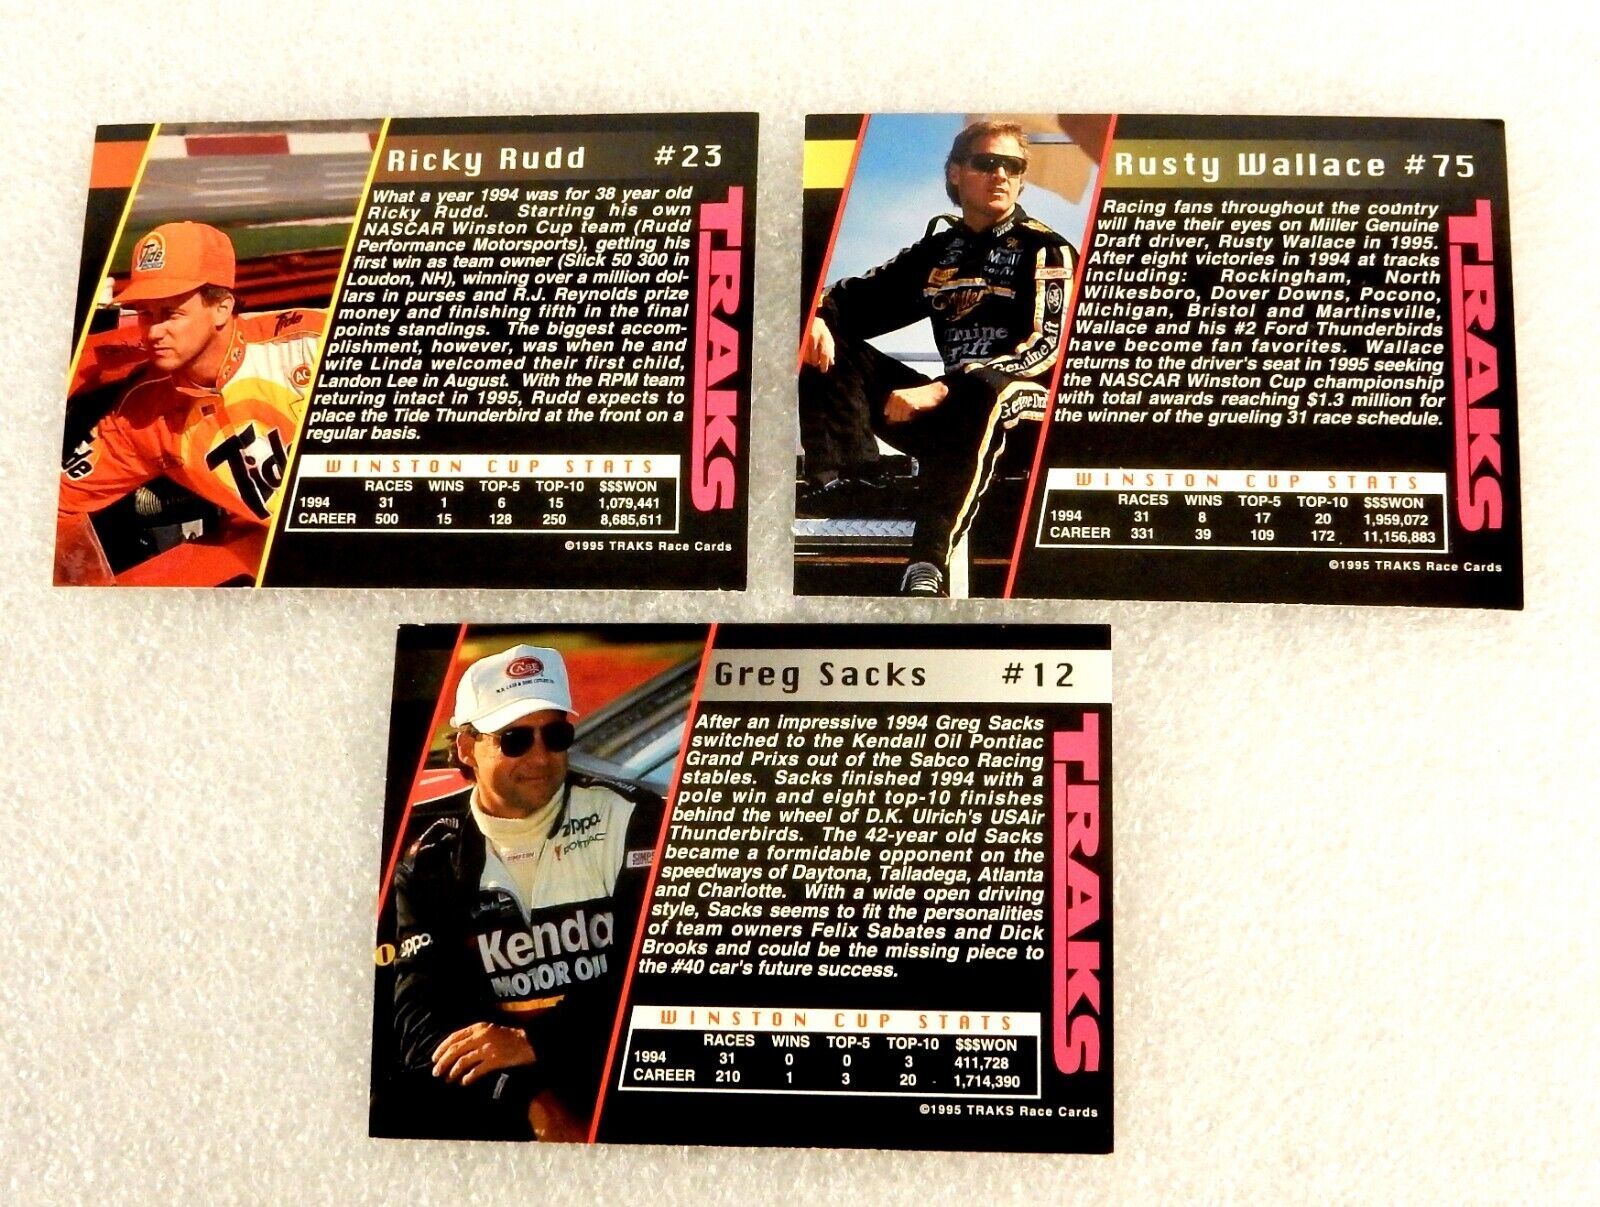 Ricky Rudd #23
What a year 1994 was for 38 year old
Ricky Rudd. Starting his own
NASCAR Winston Cup team (Rudd
Performance Motorsports), getting his
first win as team owner (Slick 50 300 in
Loudon, NH), winning over a million dol-
lars in purses and R.J. Reynolds prize
money and finishing fifth in the final
points standings. The biggest accom-
plishment, however, was when he and
wife Linda welcomed their first child,
Landon Lee in August. With the RPM team
returing intact in 1995, Rudd expects to
place the Tide Thunderbird at the front on a
regular basis.
WINSTON CUP STATS
RACES WINS TOP-5 TOP-10 $$$WON
1994 31 1 6 15 1,079,441
CAREER 500 15 128 250 8,685,611
©1995 TRAKS Race Cards
TRAKS
Tide
Tide
AC
Tide
Rusty Wallace #75
Racing fans throughout the country
will have their eyes on Miller Genuine
Draft driver, Rusty Wallace in 1995.
After eight victories in 1994 at tracks
including: Rockingham, North
Wilkesboro, Dover Downs, Pocono,
Michigan, Bristol and Martinsville,
Wallace and his #2 Ford Thunderbirds
have become fan favorites. Wallace
returns to the driver's seat in 1995 seeking
the NASCAR Winston Cup championship
with total awards reaching $1.3 million for
the winner of the grueling 31 race schedule.
WINSTON CUP STATS
RACES WINS TOP-5 TOP-10 $$$WON
1994 31 8 17 20 1,959,072
CAREER 331 39 109 172 11,156,883
©1995 TRAKS Race Cards
TRAKS
SIMPSON
Miller
Greg Sacks #12
After an impressive 1994 Greg Sacks
switched to the Kendall Oil Pontiac
Grand Prixs out of the Sabco Racing
stables. Sacks finished 1994 with a
pole win and eight top-10 finishes
behind the wheel of D.K. Ulrich's USAir
Thunderbirds. The 42-year old Sacks
became a formidable opponent on the
speedways of Daytona, Talladega, Atlanta
and Charlotte. With a wide open driving
style, Sacks seems to fit the personalities
of team owners Felix Sabates and Dick
Brooks and could be the missing piece to
the #40 car's future success.
WINSTON CUP STATS
RACES WINS TOP-5 TOP-10 $$$WON
1994 31 0 0 3 411,728
CAREER 210 1 3 20 1,714,390
©1995 TRAKS Race Cards
TRAKS
CASE
zippo
PONTIAC
SIMPSON
zippo
Kenda
MOTOR OIL